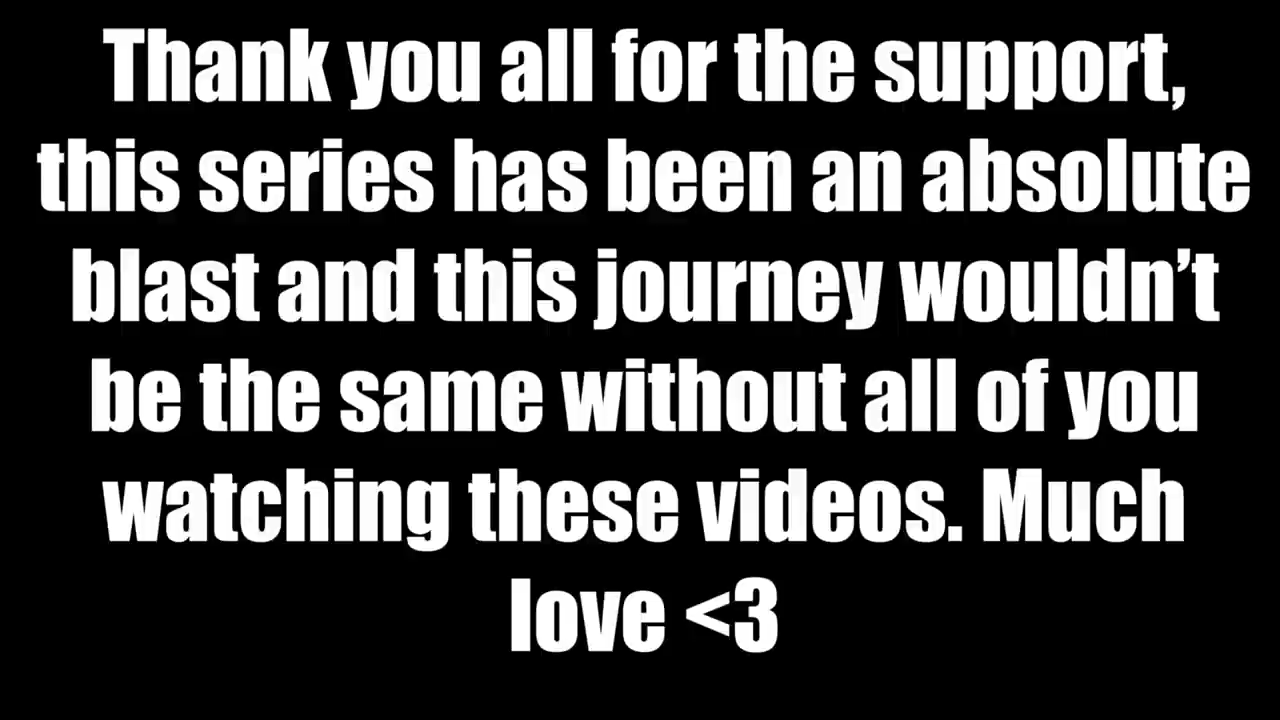 Thank you all for the support,
this series has been an absolute
blast and this journey wouldn’t
be the same without all of you
watching these videos. Much
love <3